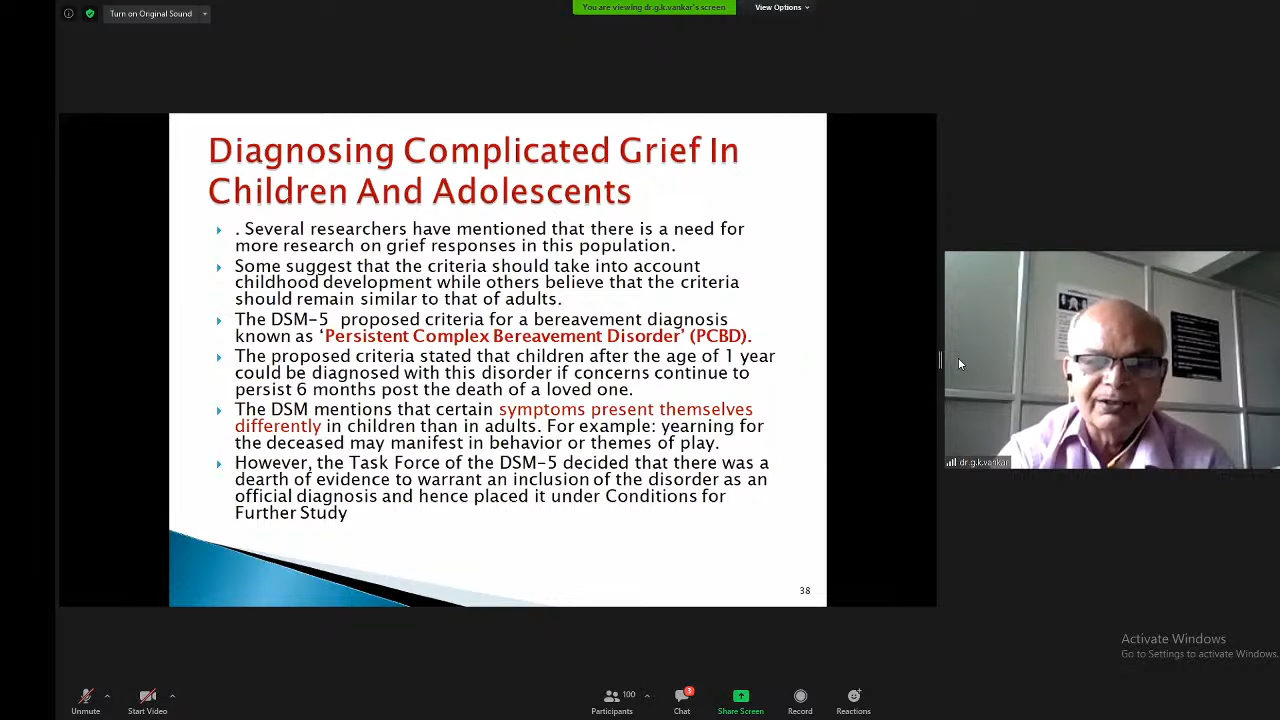 Turn on Original Sound
You are viewing dr.g.k.vankar's screen
View Options
Diagnosing Complicated Grief In
Children And Adolescents
. Several researchers have mentioned that there is a need for
more research on grief responses in this population.
Some suggest that the criteria should take into account
childhood development while others believe that the criteria
should remain similar to that of adults.
The DSM-5 proposed criteria for a bereavement diagnosis
known as ‘Persistent Complex Bereavement Disorder’ (PCBD).
The proposed criteria stated that children after the age of 1 year
could be diagnosed with this disorder if concerns continue to
persist 6 months post the death of a loved one.
The DSM mentions that certain symptoms present themselves
differently in children than in adults. For example: yearning for
the deceased may manifest in behavior or themes of play.
However, the Task Force of the DSM-5 decided that there was a
dearth of evidence to warrant an inclusion of the disorder as an
official diagnosis and hence placed it under Conditions for
Further Study
38
dr.g.k.vankar
Activate Windows
Go to Settings to activate Windows.
Unmute
Start Video
Participants
100
Chat
3
Share Screen
Record
Reactions